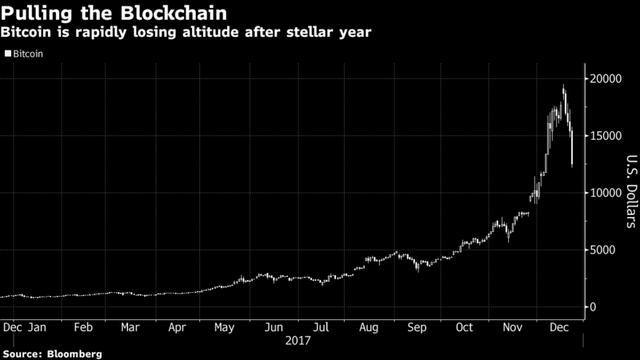 Pulling the Blockchain
Bitcoin is rapidly losing altitude after stellar year
Bitcoin
20000
15000
10000
5000
0
U.S. Dollars
Dec Jan Feb Mar Apr May Jun Jul Aug Sep Oct Nov Dec
2017
Source: Bloomberg